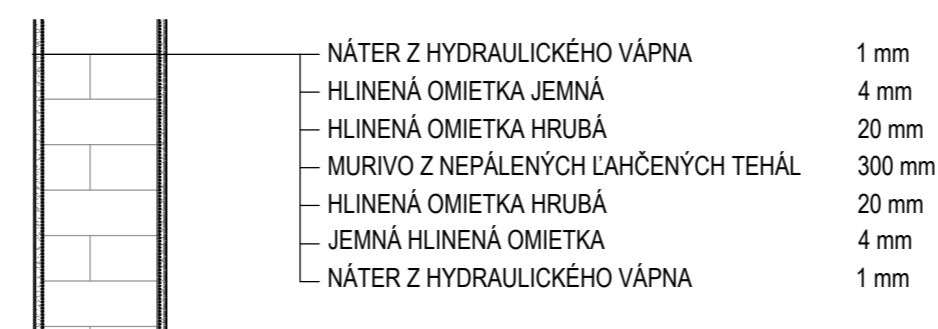 NÁTER Z HYDRAULICKÉHO VÁPNA 1 mm
HLINENÁ OMIETKA JEMNÁ 4 mm
HLINENÁ OMIETKA HRUBÁ 20 mm
MURIVO Z NEPÁLENÝCH ĽAHČENÝCH TEHÁL 300 mm
HLINENÁ OMIETKA HRUBÁ 20 mm
JEMNÁ HLINENÁ OMIETKA 4 mm
NÁTER Z HYDRAULICKÉHO VÁPNA 1 mm